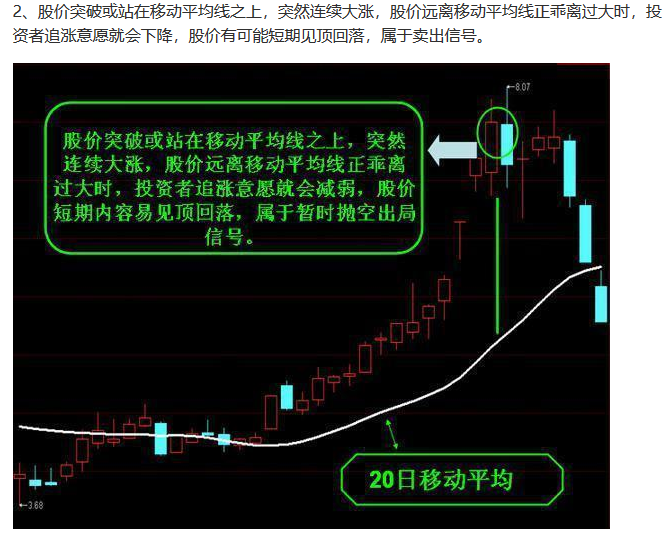 2、股价突破或站在移动平均线之上，突然连续大涨，股价远离移动平均线正乖离过大时，投
资者追涨意愿就会下降，股价有可能短期见顶回落，属于卖出信号。
8.07
股价突破或站在移动平均线之上，突然
连续大涨，股价远离移动平均线正乖离
过大时，投资者追涨意愿就会减弱，股价
短期内容易见顶回落，属于暂时抛空出局
信号。
20日移动平均
3.68